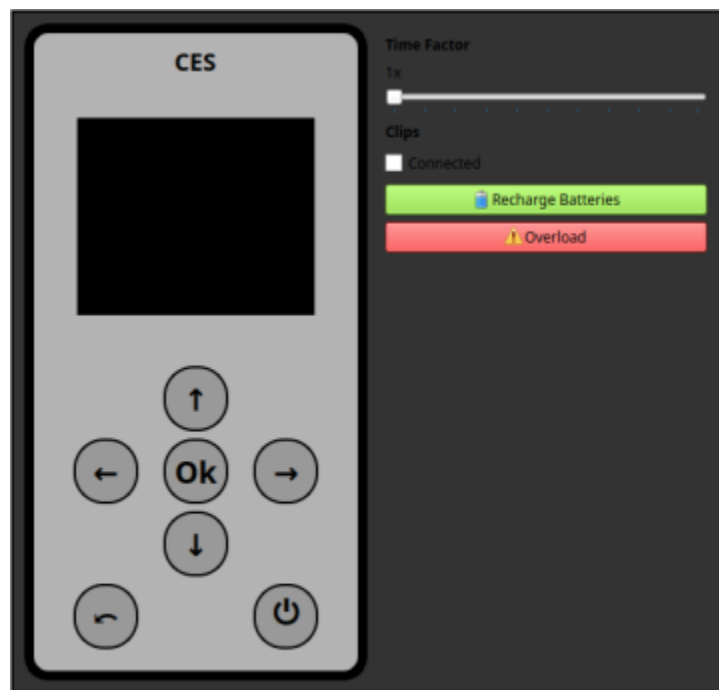 CES
↑
← Ok →
↓
Time Factor
1x
Clips
Connected
Recharge Batteries
Overload